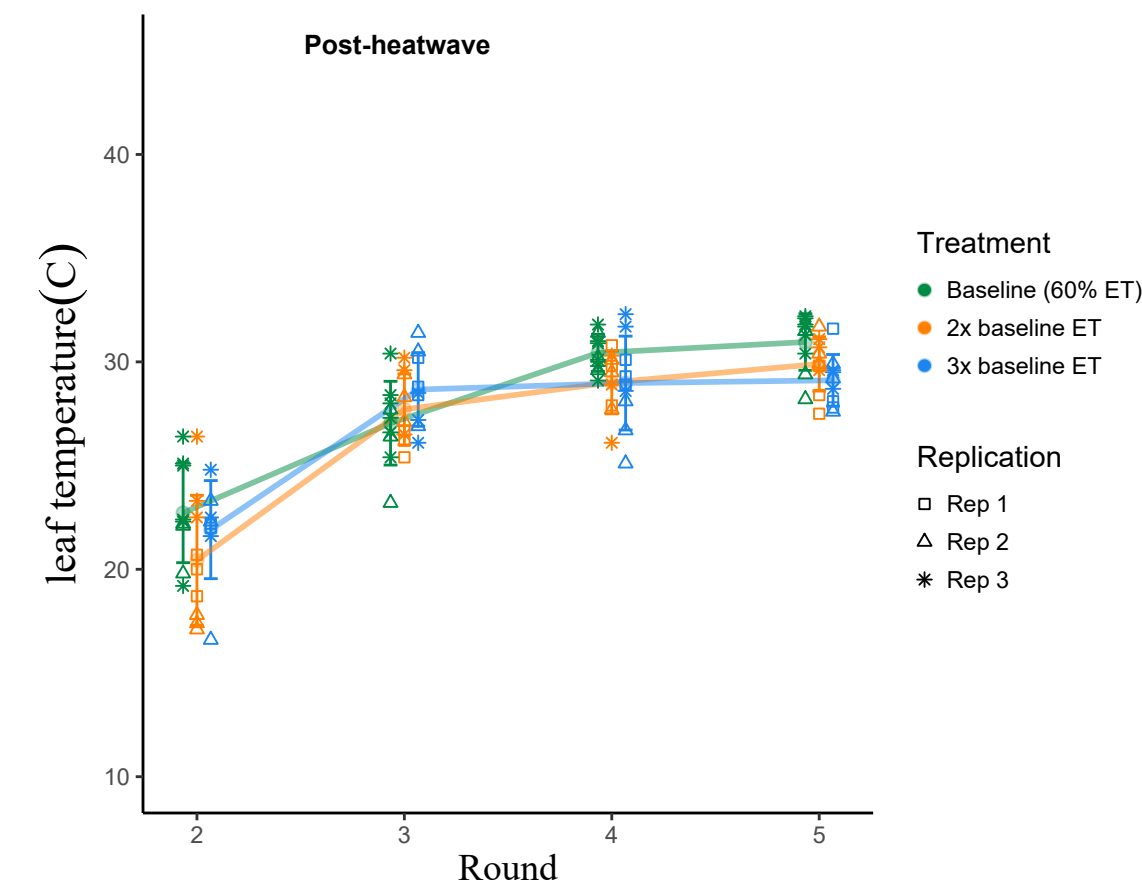 Post-heatwave
40
30
20
10
leaf temperature(C)
2 3 4 5
Round
Treatment
Baseline (60% ET)
2x baseline ET
3x baseline ET
Replication
Rep 1
Rep 2
Rep 3